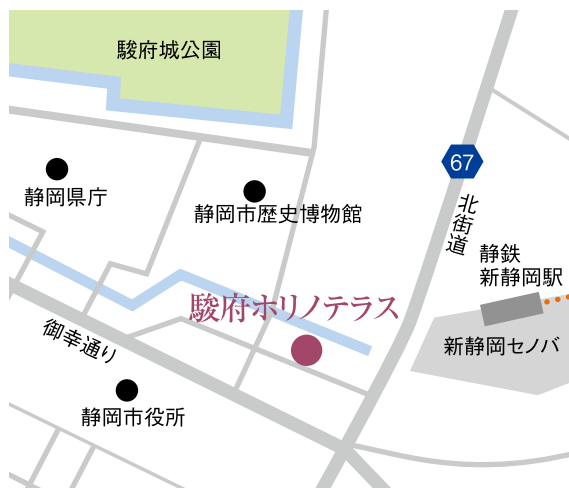 駿府城公園
67
静岡県庁
静岡市歴史博物館
北街道
静鉄
新静岡駅
駿府ホリノテラス
御幸通り
新静岡セノバ
静岡市役所